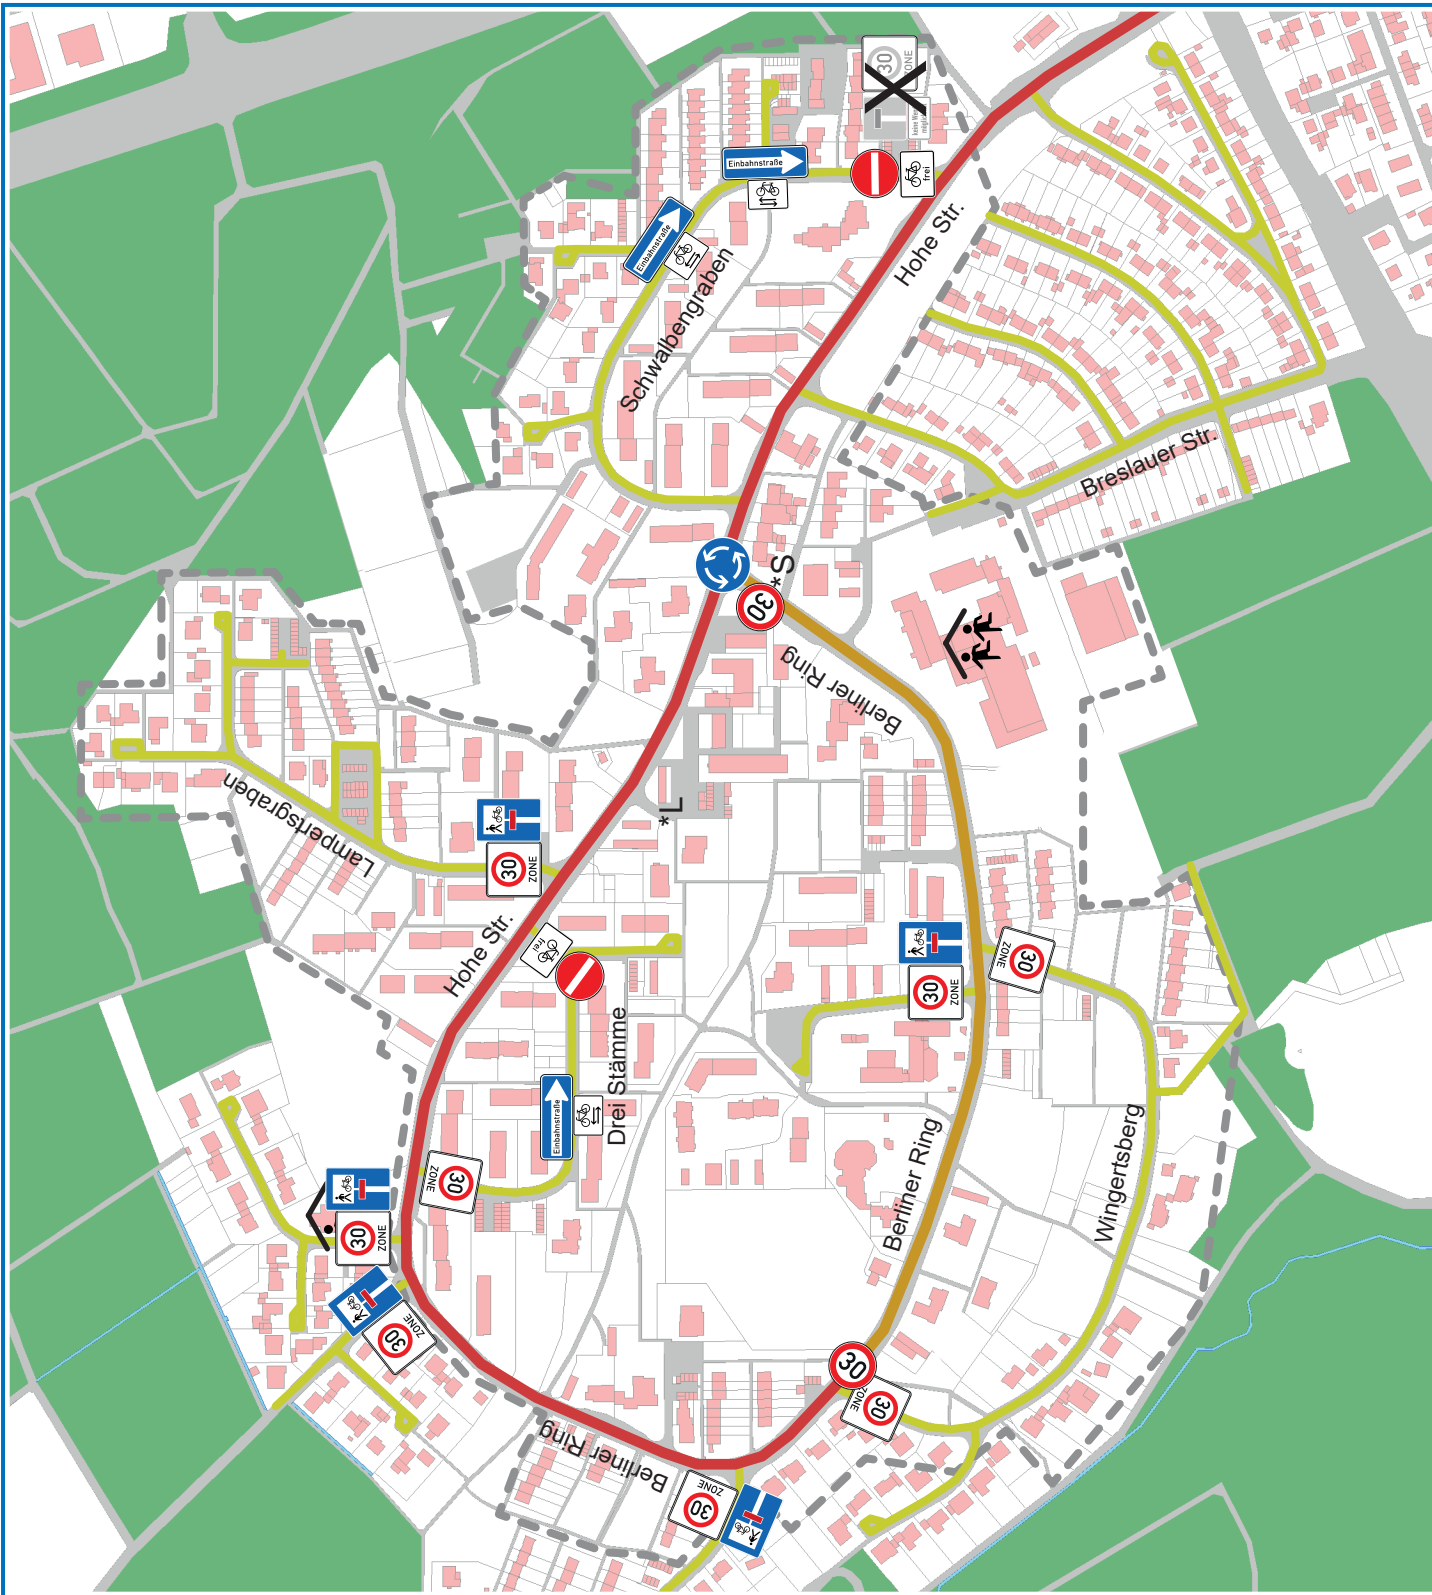 30
ZONE
Einbahnstraße
frei
Hohe Str.
Einbahnstraße
Schwalbengraben
Breslauer Str.
*S
30
Berliner Ring
Lampertsgraben
*L
30
ZONE
Hohe Str.
frei
30
ZONE
30
ZONE
Drei Stämme
Einbahnstraße
Wingertsberg
Berliner Ring
30
ZONE
30
ZONE
30
ZONE
30
30
ZONE
Berliner Ring
30
ZONE